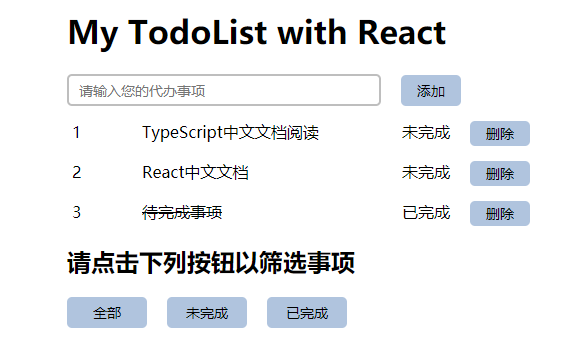 My TodoList with React
请输入您的代办事项 添加
1 TypeScript中文文档阅读 未完成 删除
2 React中文文档 未完成 删除
3 待完成事项 已完成 删除
请点击下列按钮以筛选事项
全部 未完成 已完成